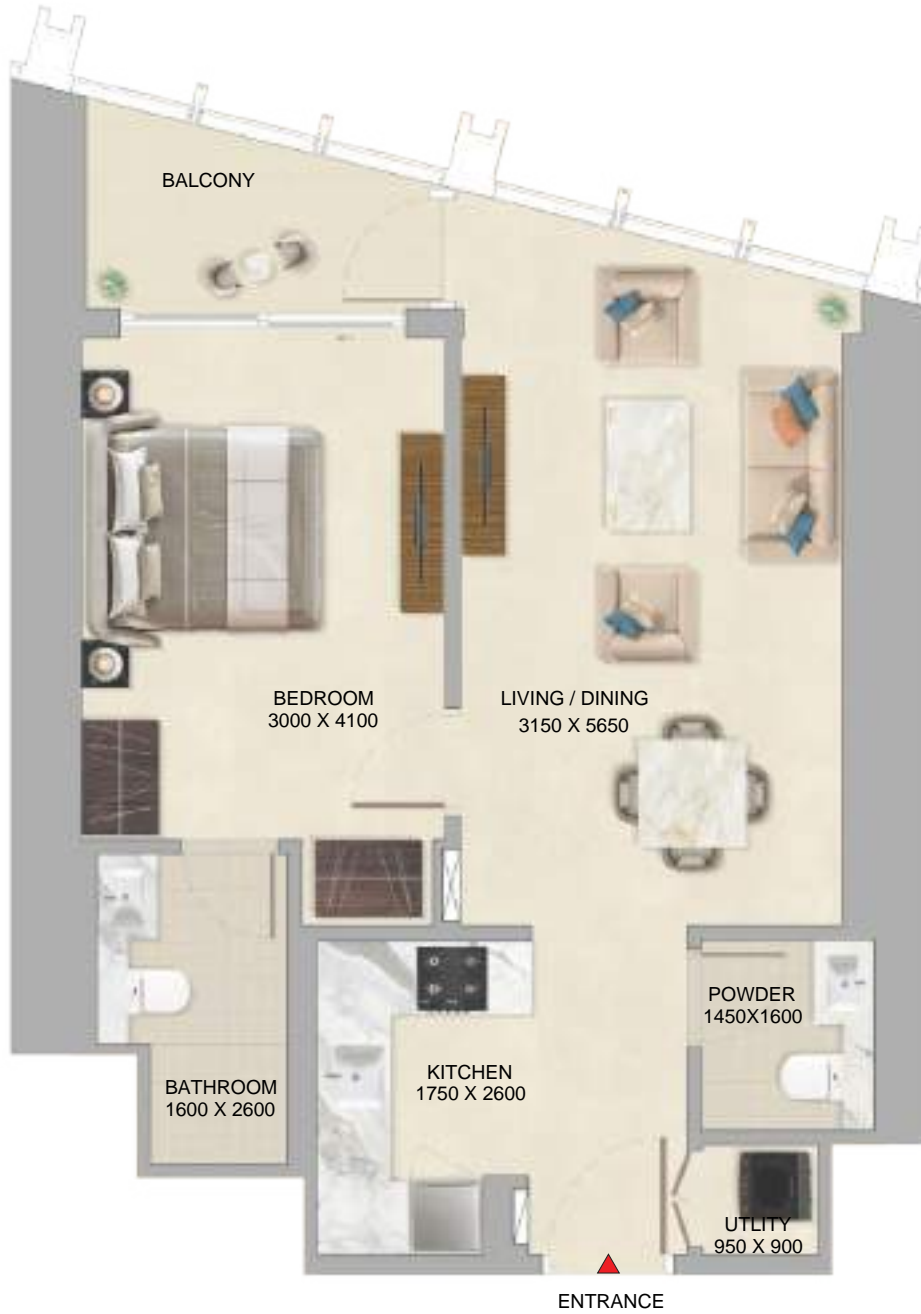 BALCONY
BEDROOM
3000 X 4100
LIVING / DINING
3150 X 5650
POWDER
1450X1600
KITCHEN
1750 X 2600
BATHROOM
1600 X 2600
UTLITY
950 X 900
ENTRANCE